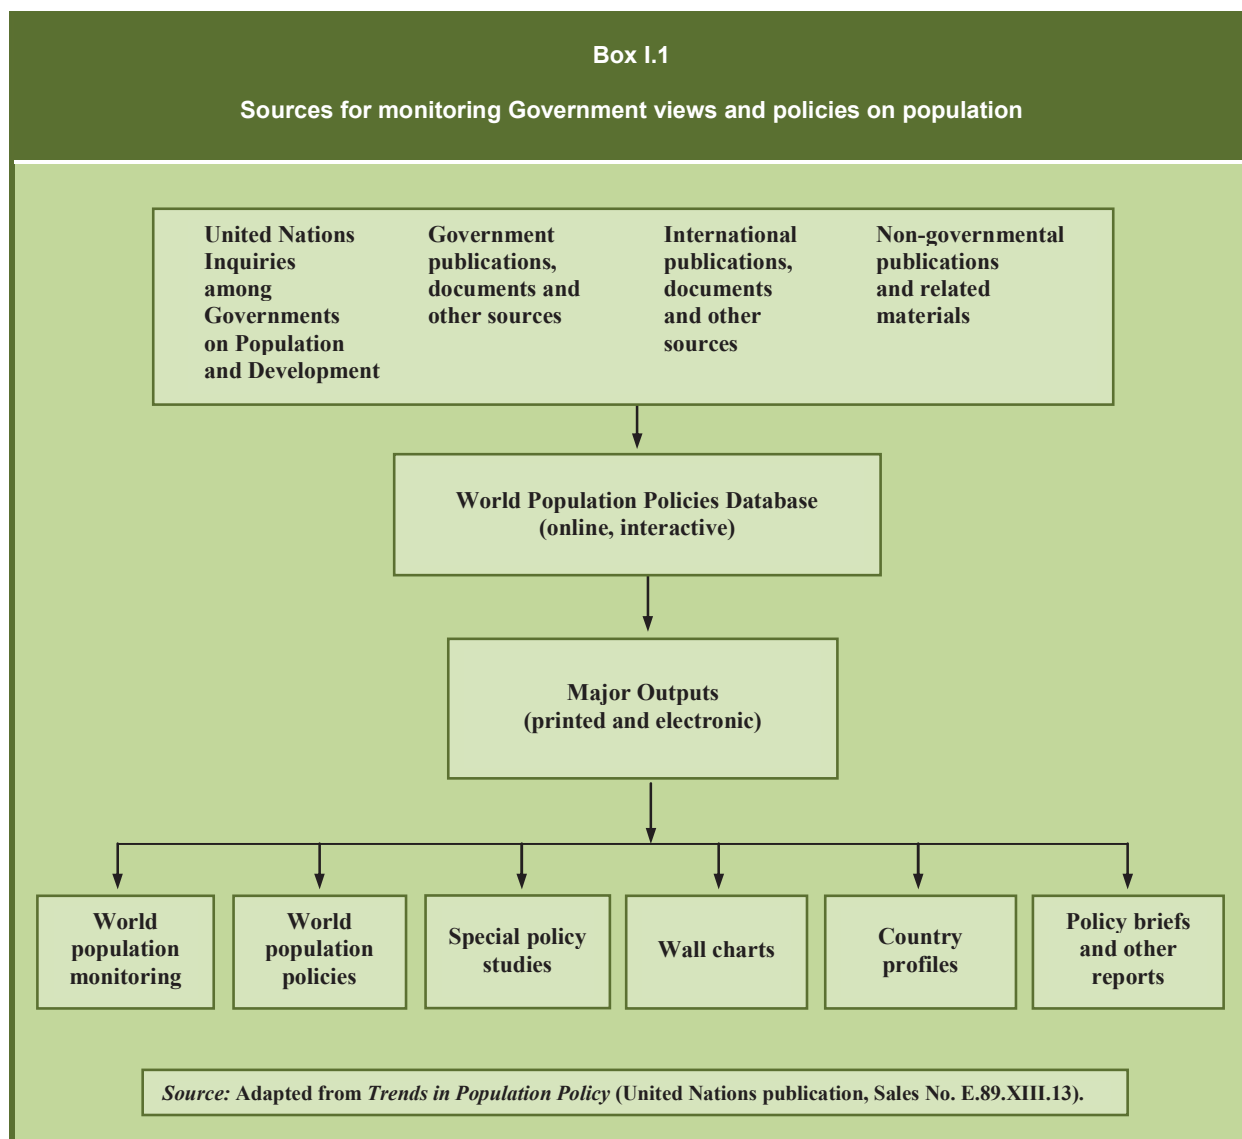 Box I.1
Sources for monitoring Government views and policies on population
United Nations
Inquiries
among
Governments
on Population
and Development
Government
publications,
documents and
other sources
International
publications,
documents
and other
sources
Non-governmental
publications
and related
materials
World Population Policies Database
(online, interactive)
Major Outputs
(printed and electronic)
World
population
monitoring
World
population
policies
Special policy
studies
Wall charts
Country
profiles
Policy briefs
and other
reports
Source: Adapted from Trends in Population Policy (United Nations publication, Sales No. E.89.XIII.13).